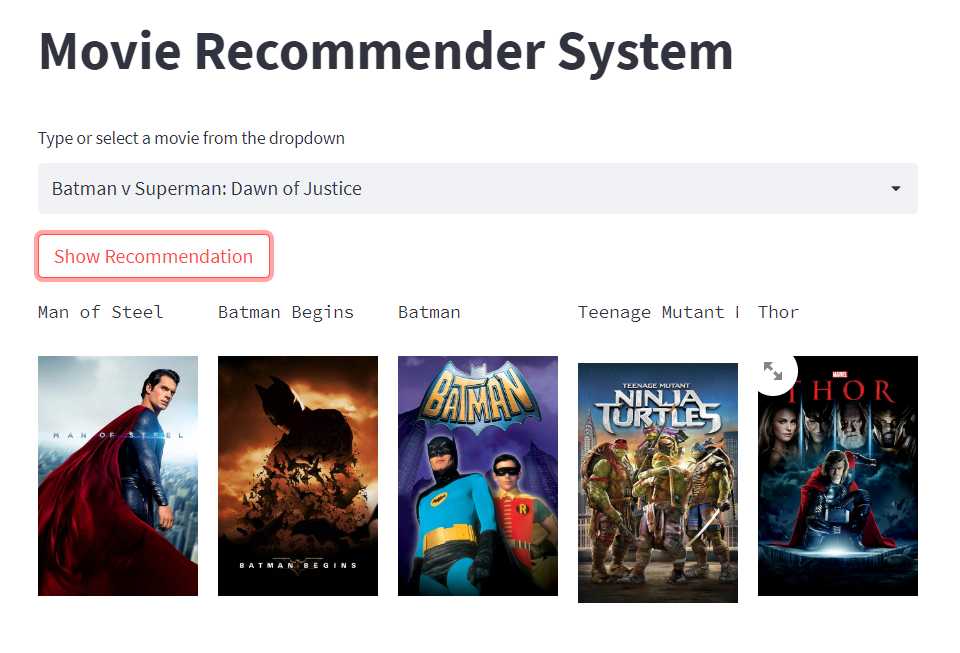 Movie Recommender System
Type or select a movie from the dropdown
Batman v Superman: Dawn of Justice
Show Recommendation
Man of Steel
Batman Begins
Batman
Teenage Mutant
Thor
MAN OF STEEL
BATMAN BEGINS
BATMAN
R
TEENAGE MUTANT
NINJA
TURTLES
MARVEL
THOR